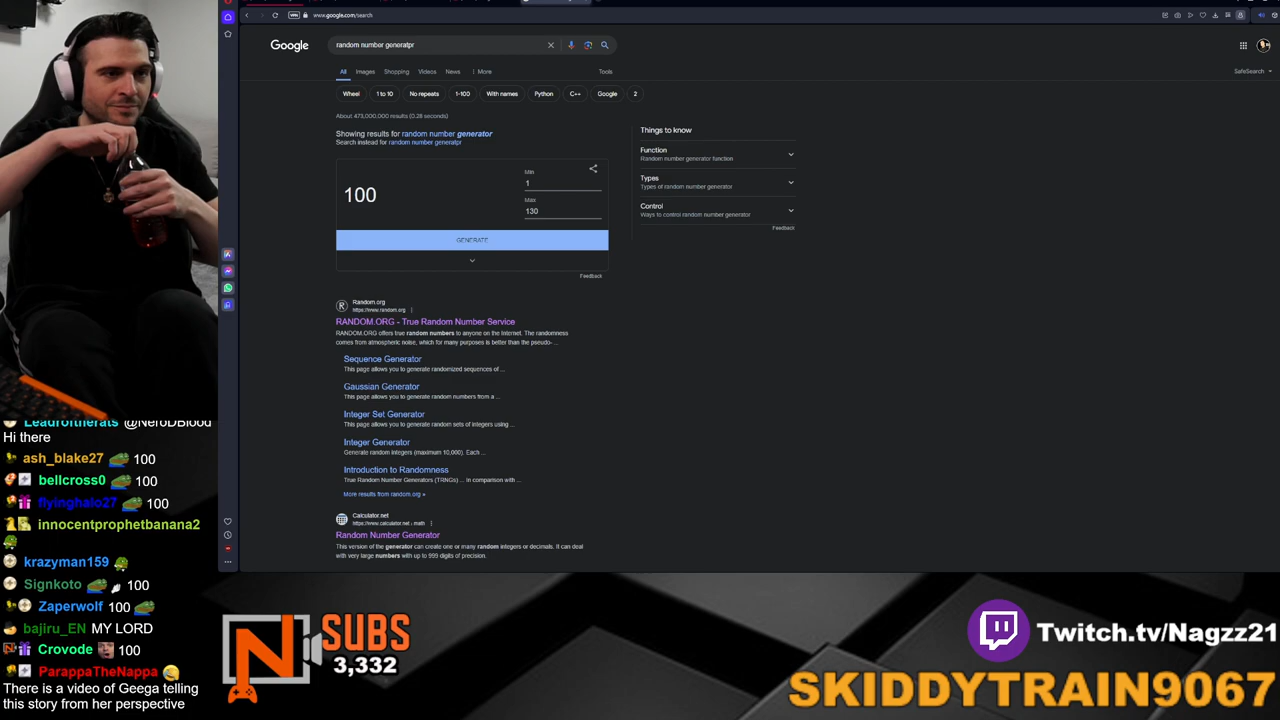 www.google.com/search
Google
random number generatpr
All Images Shopping Videos News More Tools
SafeSearch
Wheel 1 to 10 No repeats 1-100 With names Python C++ Google 2
About 473,000,000 results (0.28 seconds)
Showing results for random number generator
Search instead for random number generatpr
100
Min
1
Max
130
GENERATE
Feedback
Things to know
Function
Random number generator function
Types
Types of random number generator
Control
Ways to control random number generator
Feedback
Random.org
https://www.random.org
RANDOM.ORG - True Random Number Service
RANDOM.ORG offers true random numbers to anyone on the Internet. The randomness
comes from atmospheric noise, which for many purposes is better than the pseudo- ...
Sequence Generator
This page allows you to generate randomized sequences of ...
Gaussian Generator
This page allows you to generate random numbers from a ...
Integer Set Generator
This page allows you to generate random sets of integers using ...
Integer Generator
Generate random integers (maximum 10,000). Each ...
Introduction to Randomness
True Random Number Generators (TRNGs) ... In comparison with ...
More results from random.org »
Calculator.net
https://www.calculator.net › math
Random Number Generator
This version of the generator can create one or many random integers or decimals. It can deal
with very large numbers with up to 999 digits of precision.
Leadroftherats @NeroDBlood
Hi there
ash_blake27 100
bellcross0 100
flyinghalo27 100
innocentprophetbanana2
krazyman159
Signkoto 100
Zaperwolf 100
bajiru_EN MY LORD
Crovode 100
ParappaTheNappa
There is a video of Geega telling
this story from her perspective
N
SUBS
3,332
Twitch.tv/Nagzz21
SKIDDYTRAIN9067